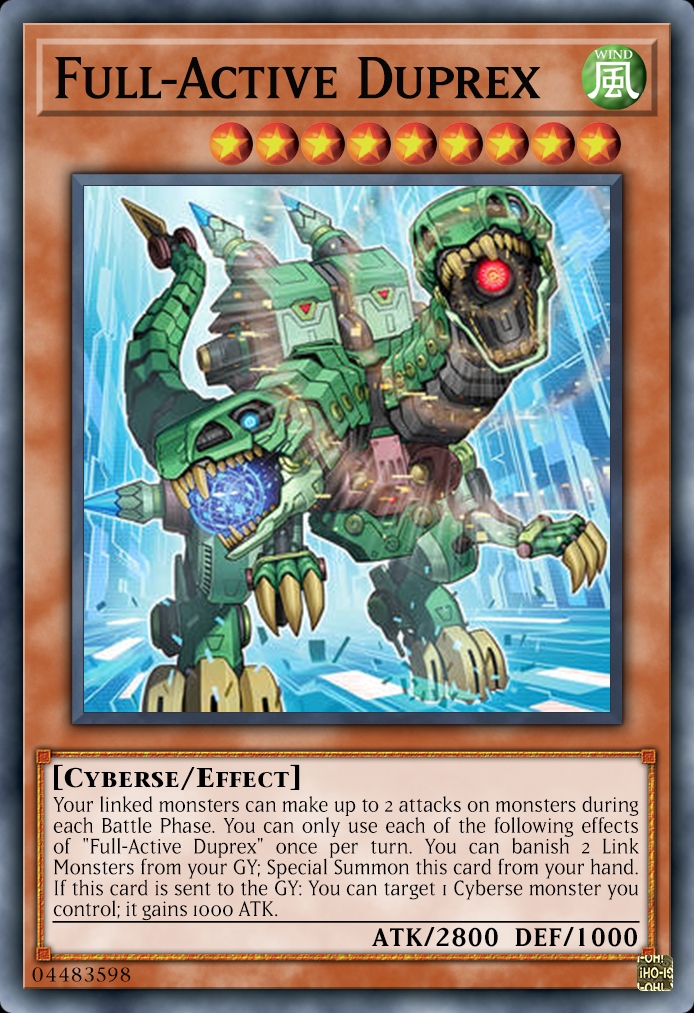 Full-Active Duprex
WIND
風
[Cyberse/Effect]
Your linked monsters can make up to 2 attacks on monsters during
each Battle Phase. You can only use each of the following effects
of "Full-Active Duprex" once per turn. You can banish 2 Link
Monsters from your GY; Special Summon this card from your hand.
If this card is sent to the GY: You can target 1 Cyberse monster you
control; it gains 1000 ATK.
ATK/2800 DEF/1000
04483598